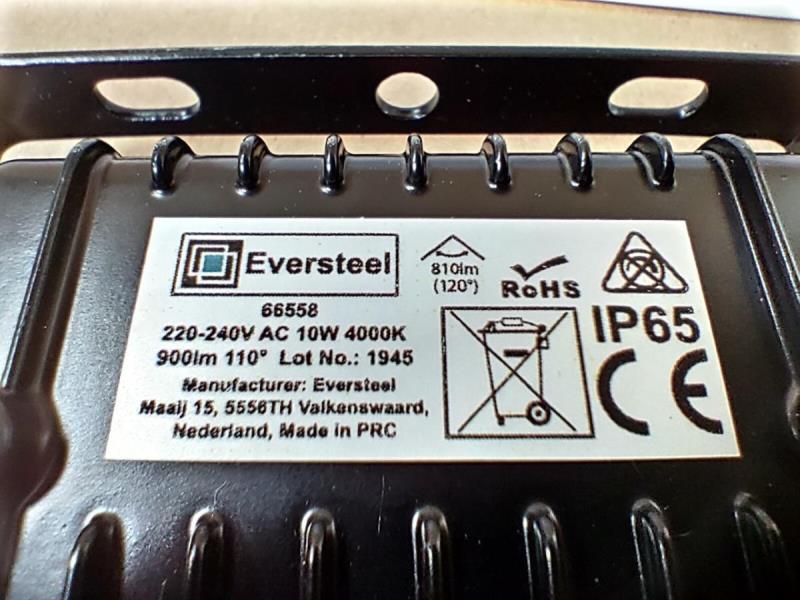 Eversteel
66558
220-240V AC 10W 4000K
900lm 110° Lot No.: 1945
Manufacturer: Eversteel
Maaij 15, 5556TH Valkenswaard,
Nederland, Made in PRC
810lm
(120°)
RoHS
IP65
CE